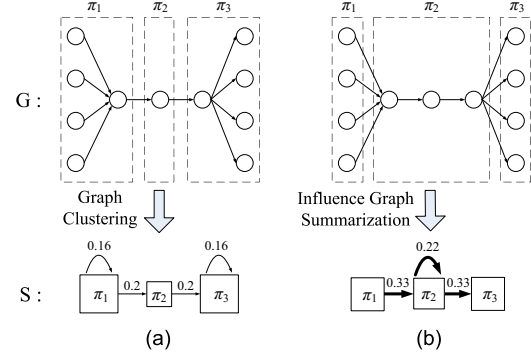 π1 π2 π3 π1 π2 π3
G :
Graph
Clustering
Influence Graph
Summarization
0.16 0.16 0.22
S : π1 0.2 π2 0.2 π3 π1 0.33 π2 0.33 π3
(a) (b)